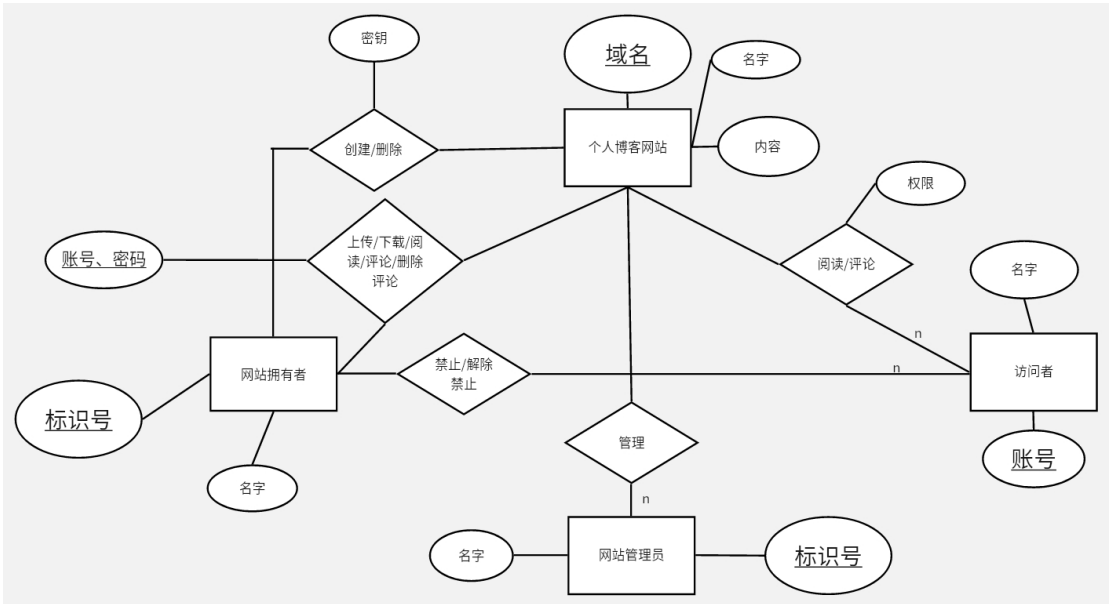 密钥
域名
名字
创建/删除
个人博客网站
内容
权限
上传/下载/阅
读/评论/删除
评论
账号、密码
阅读/评论
名字
n
禁止/解除
禁止
n
网站拥有者
访问者
标识号
管理
账号
名字
n
名字
网站管理员
标识号